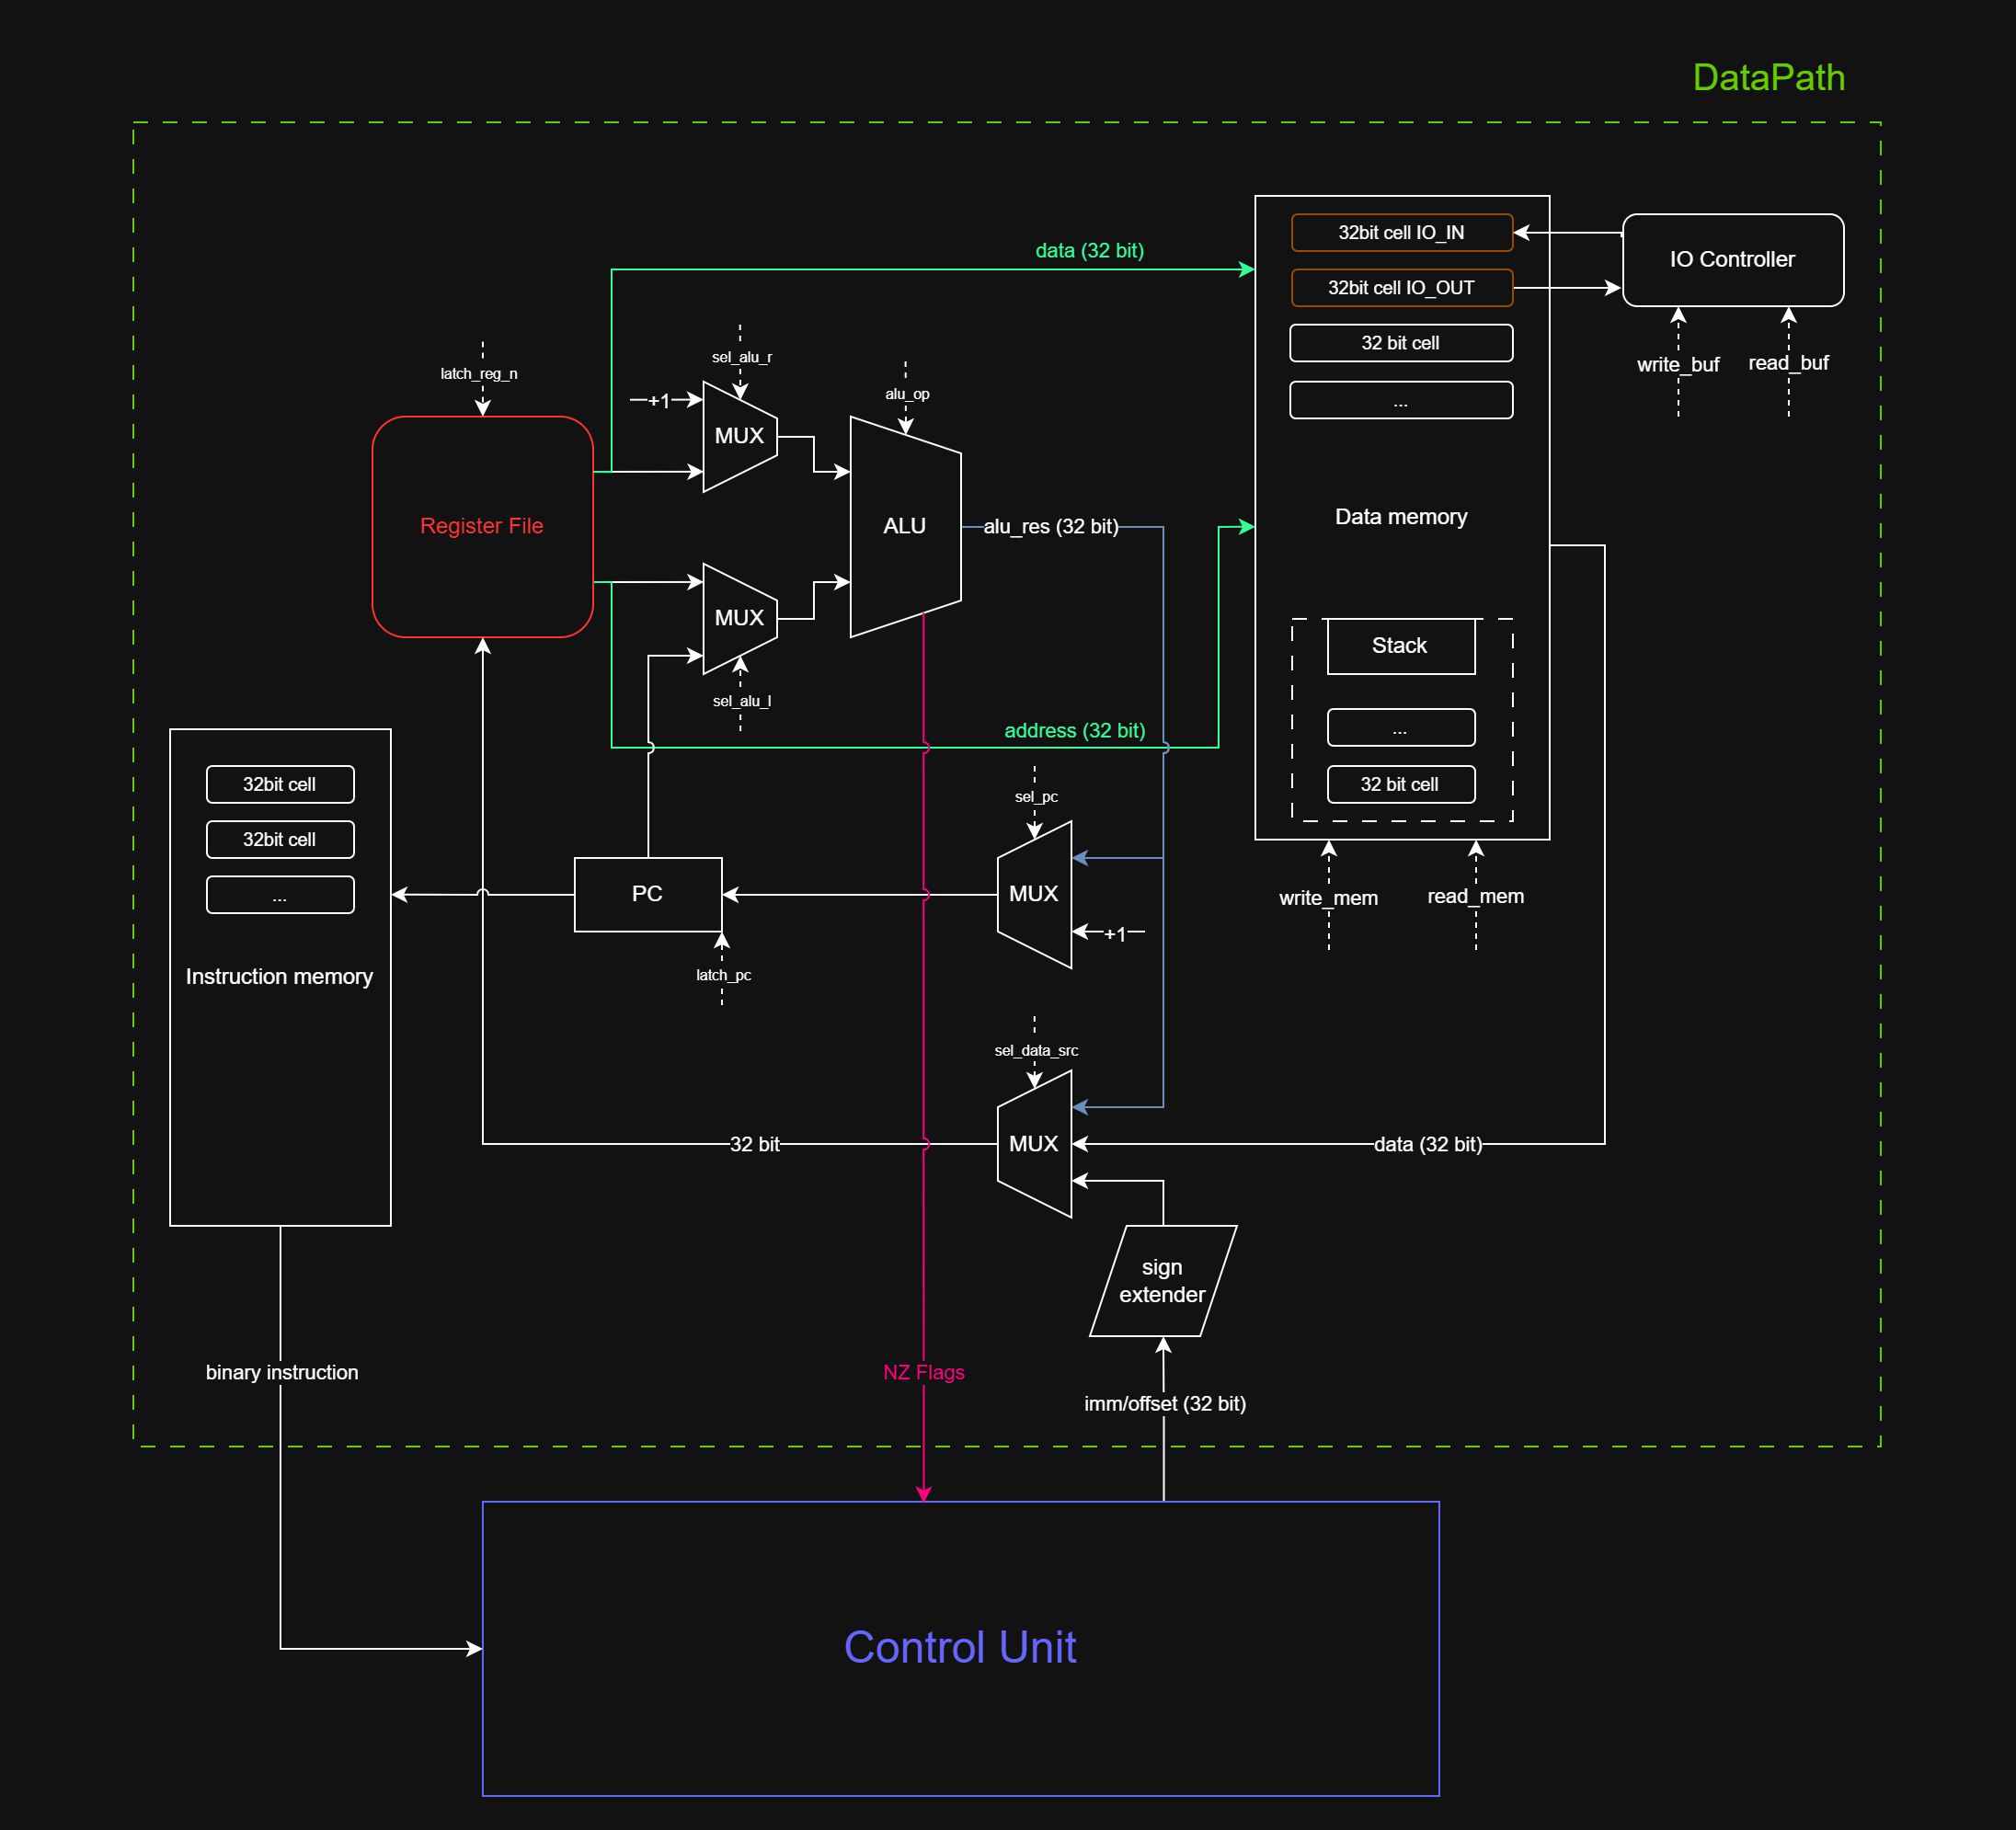 DataPath
data (32 bit)
32bit cell IO_IN
IO Controller
32bit cell IO_OUT
32 bit cell
...
write_buf
read_buf
latch_reg_n
sel_alu_r
+1
MUX
alu_op
Register File
ALU
alu_res (32 bit)
Data memory
MUX
sel_alu_l
Stack
...
32 bit cell
address (32 bit)
32bit cell
32bit cell
...
Instruction memory
sel_pc
PC
MUX
+1
latch_pc
write_mem
read_mem
sel_data_src
32 bit
MUX
data (32 bit)
sign
extender
binary instruction
NZ Flags
imm/offset (32 bit)
Control Unit